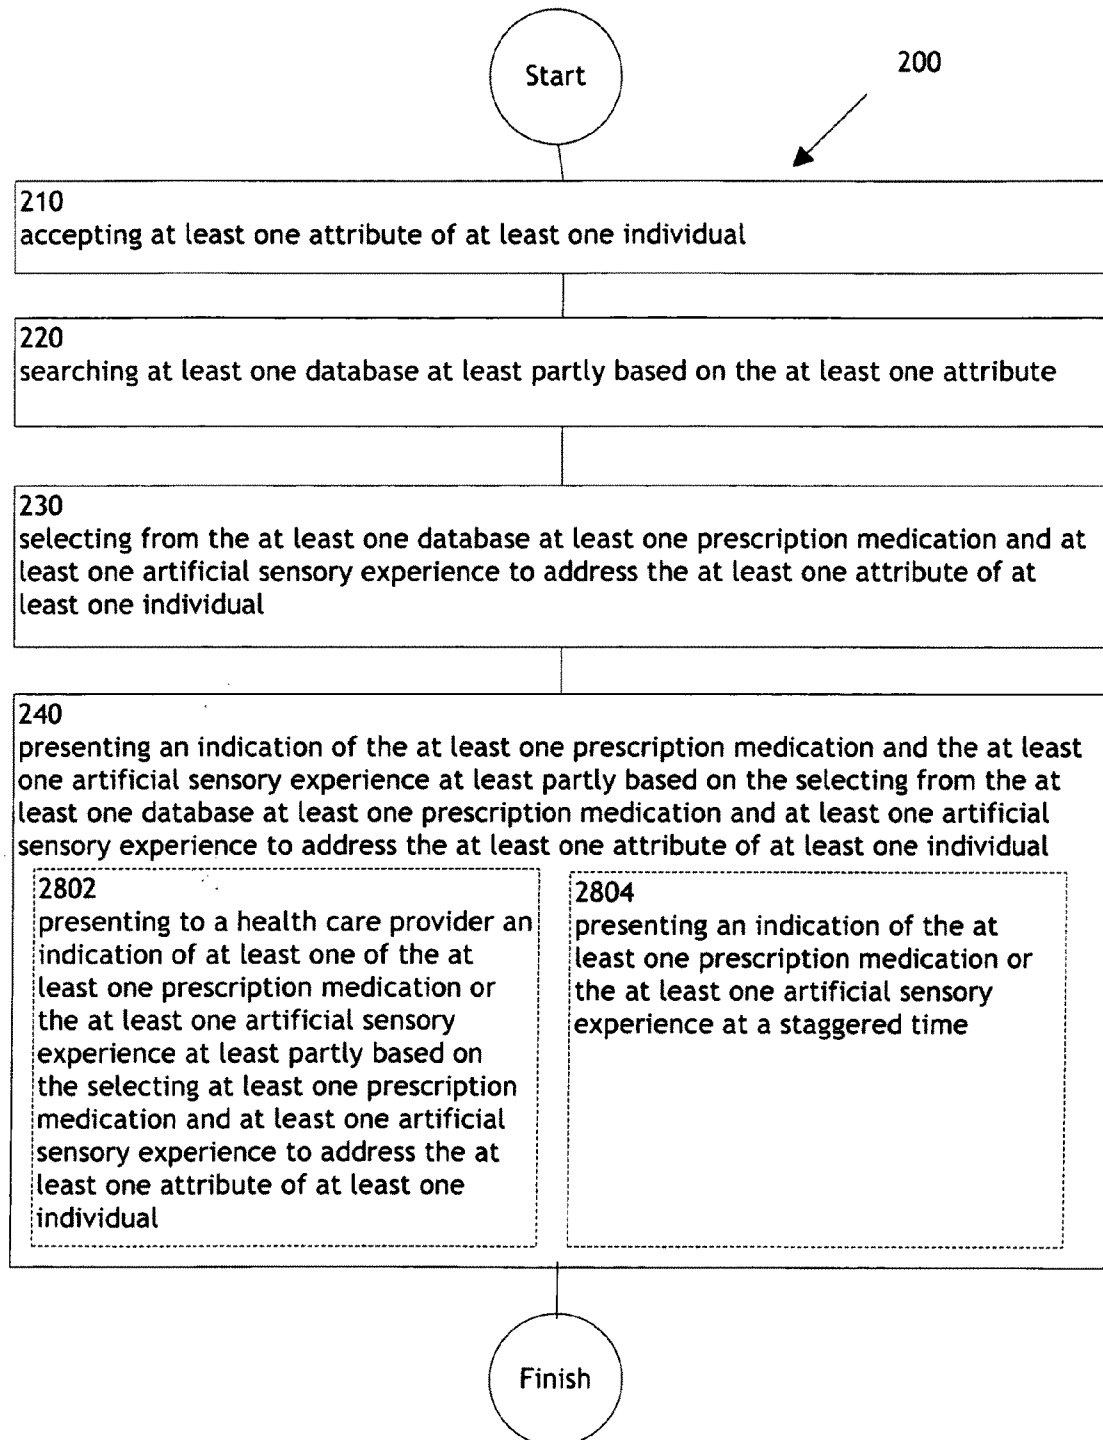 Start
200
210
accepting at least one attribute of at least one individual
220
searching at least one database at least partly based on the at least one attribute
230
selecting from the at least one database at least one prescription medication and at
least one artificial sensory experience to address the at least one attribute of at
least one individual
240
presenting an indication of the at least one prescription medication and the at least
one artificial sensory experience at least partly based on the selecting from the at
least one database at least one prescription medication and at least one artificial
sensory experience to address the at least one attribute of at least one individual
2802
presenting to a health care provider an
indication of at least one of the at
least one prescription medication or
the at least one artificial sensory
experience at least partly based on
the selecting at least one prescription
medication and at least one artificial
sensory experience to address the at
least one attribute of at least one
individual
2804
presenting an indication of the at
least one prescription medication or
the at least one artificial sensory
experience at a staggered time
Finish